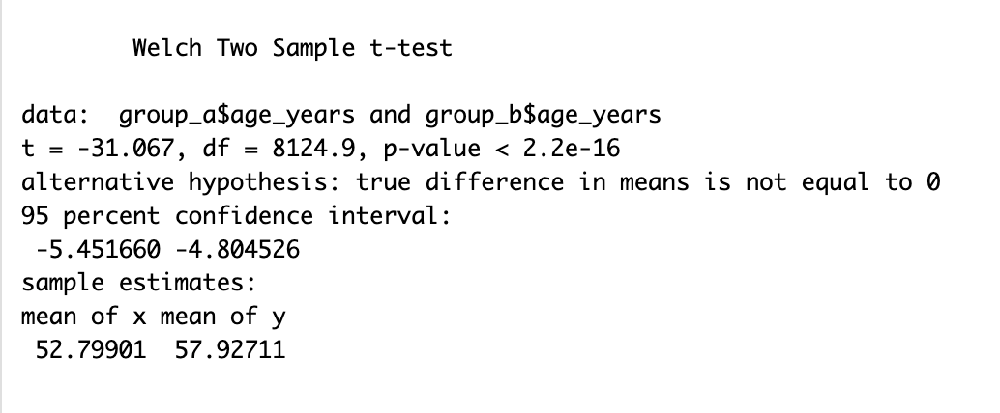 Welch Two Sample t-test
data:  group_a$age_years and group_b$age_years
t = -31.067, df = 8124.9, p-value < 2.2e-16
alternative hypothesis: true difference in means is not equal to 0
95 percent confidence interval:
 -5.451660 -4.804526
sample estimates:
mean of x mean of y
 52.79901  57.92711